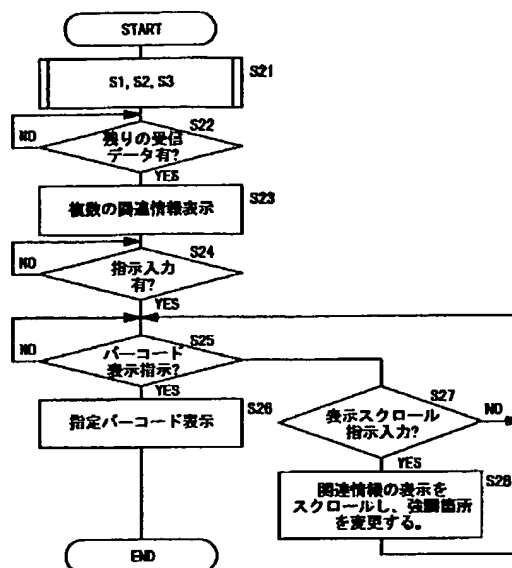 START
S1, S2, S3
S21
S22
残りの受信
データ有?
NO
YES
複数の関連情報表示
S23
S24
指示入力
有?
NO
YES
S25
バーコード
表示指示?
NO
YES
指定バーコード表示
S26
S27
表示スクロール
指示入力?
NO
YES
関連情報の表示を
スクロールし、強調箇所
を変更する。
S28
END